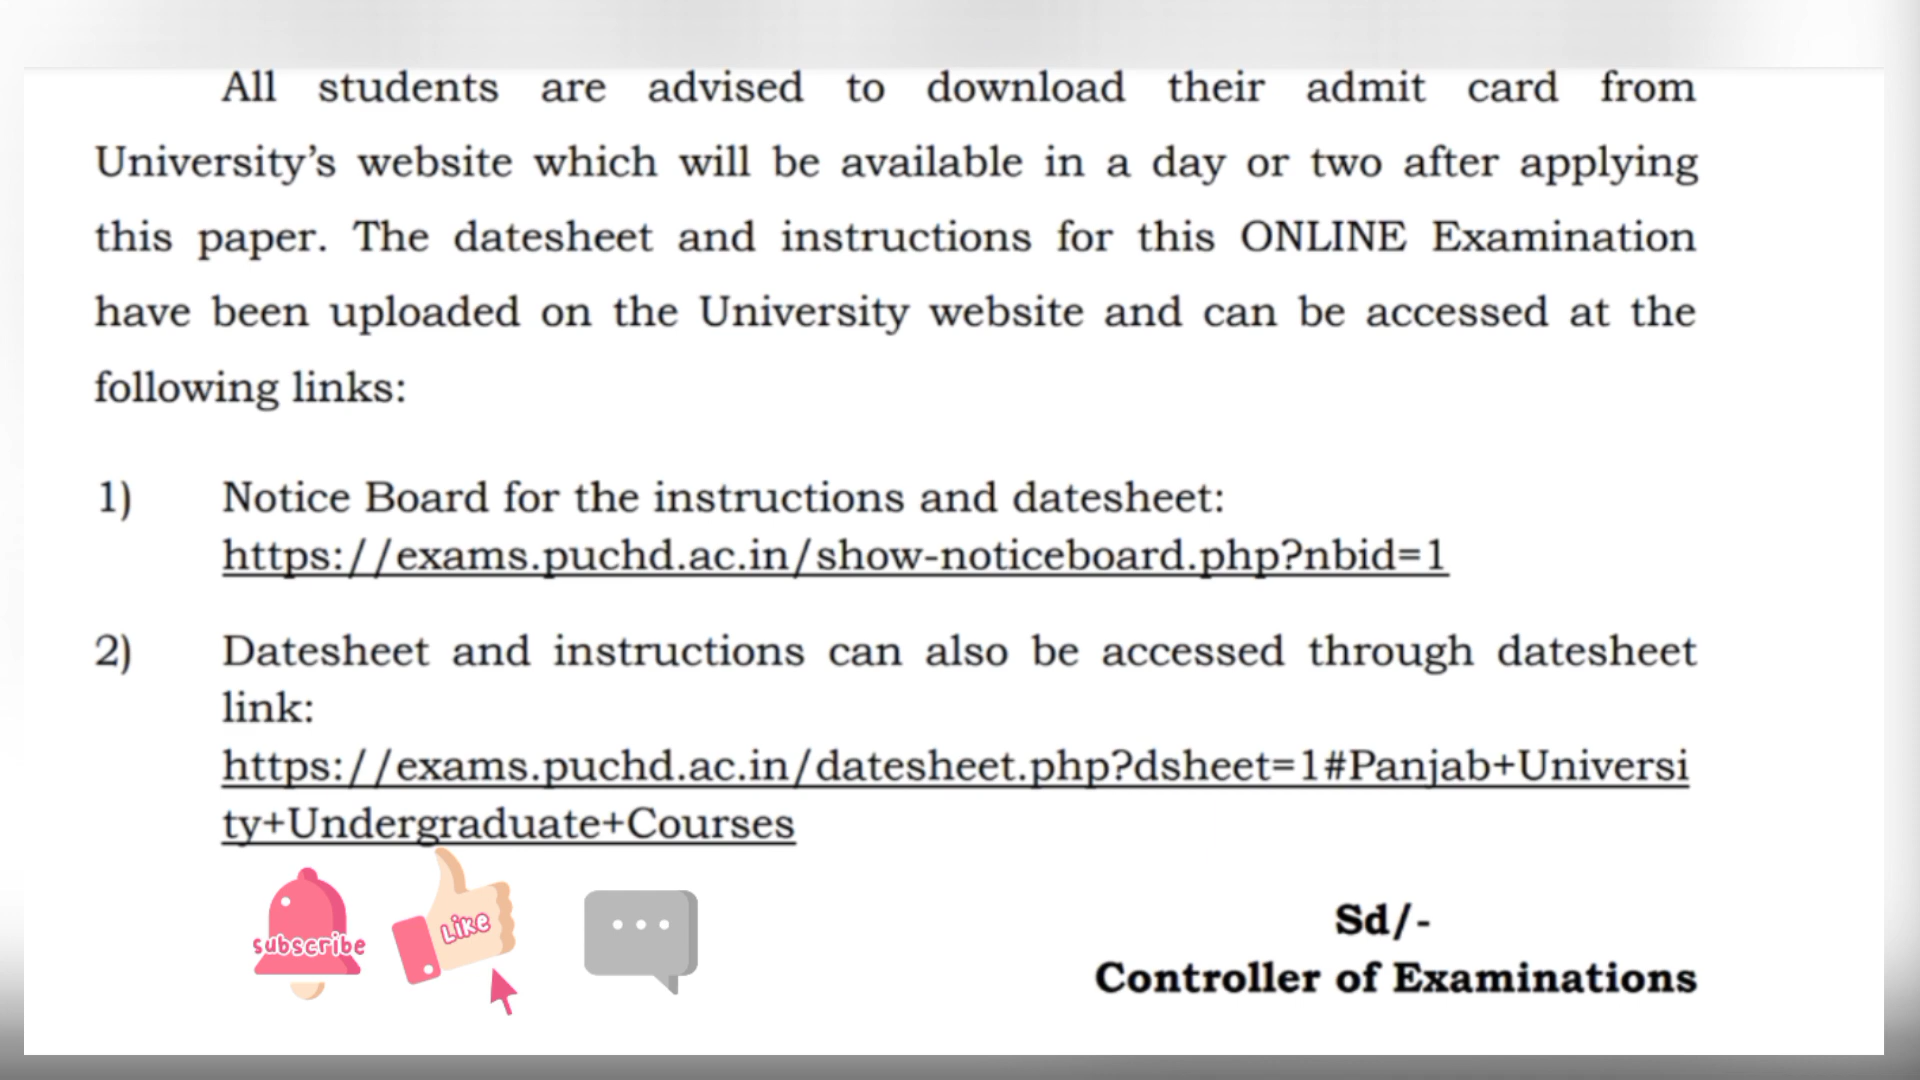 All students are advised to download their admit card from
University’s website which will be available in a day or two after applying
this paper. The datesheet and instructions for this ONLINE Examination
have been uploaded on the University website and can be accessed at the
following links:
1) Notice Board for the instructions and datesheet:
https://exams.puchd.ac.in/show-noticeboard.php?nbid=1
2) Datesheet and instructions can also be accessed through datesheet
link:
https://exams.puchd.ac.in/datesheet.php?dsheet=1#Panjab+Universi
ty+Undergraduate+Courses
subscribe
Like
Sd/-
Controller of Examinations